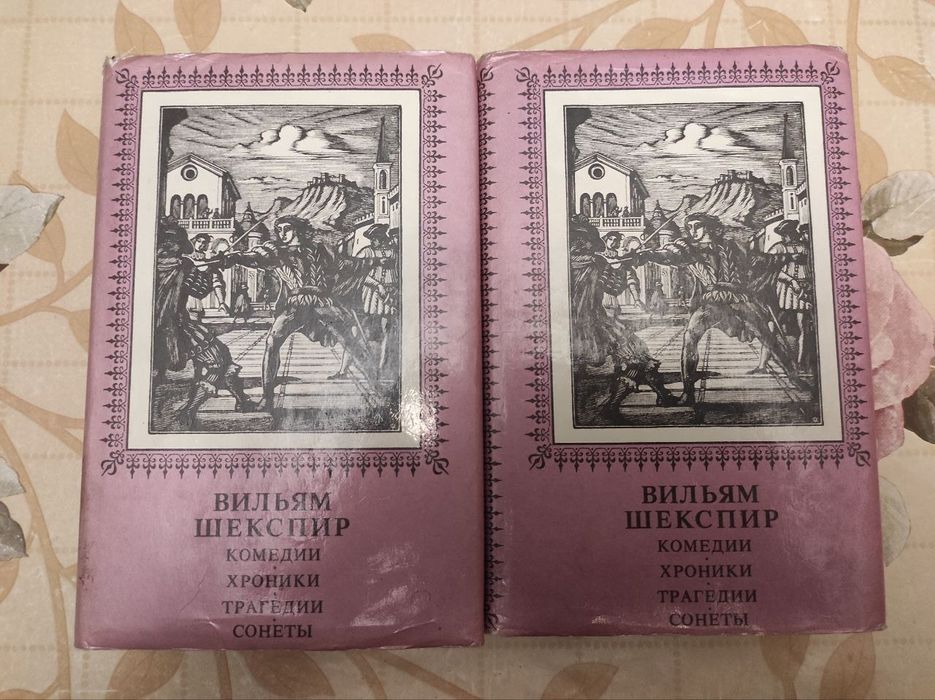 ВИЛЬЯМ
ШЕКСПИР
КОМЕДИИ
ХРОНИКИ
ТРАГЕДИИ
СОНЕТЫ
ВИЛЬЯМ
ШЕКСПИР
КОМЕДИИ
ХРОНИКИ
ТРАГЕДИИ
СОНЕТЫ